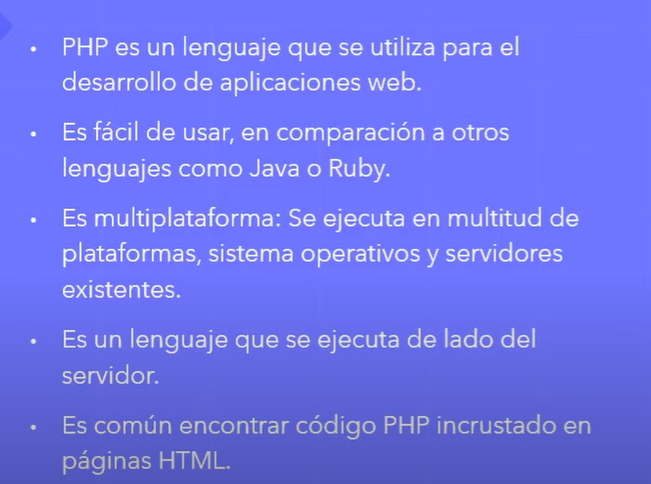 • PHP es un lenguaje que se utiliza para el
desarrollo de aplicaciones web.
• Es fácil de usar, en comparación a otros
lenguajes como Java o Ruby.
• Es multiplataforma: Se ejecuta en multitud de
plataformas, sistema operativos y servidores
existentes.
• Es un lenguaje que se ejecuta de lado del
servidor.
• Es común encontrar código PHP incrustado en
páginas HTML.